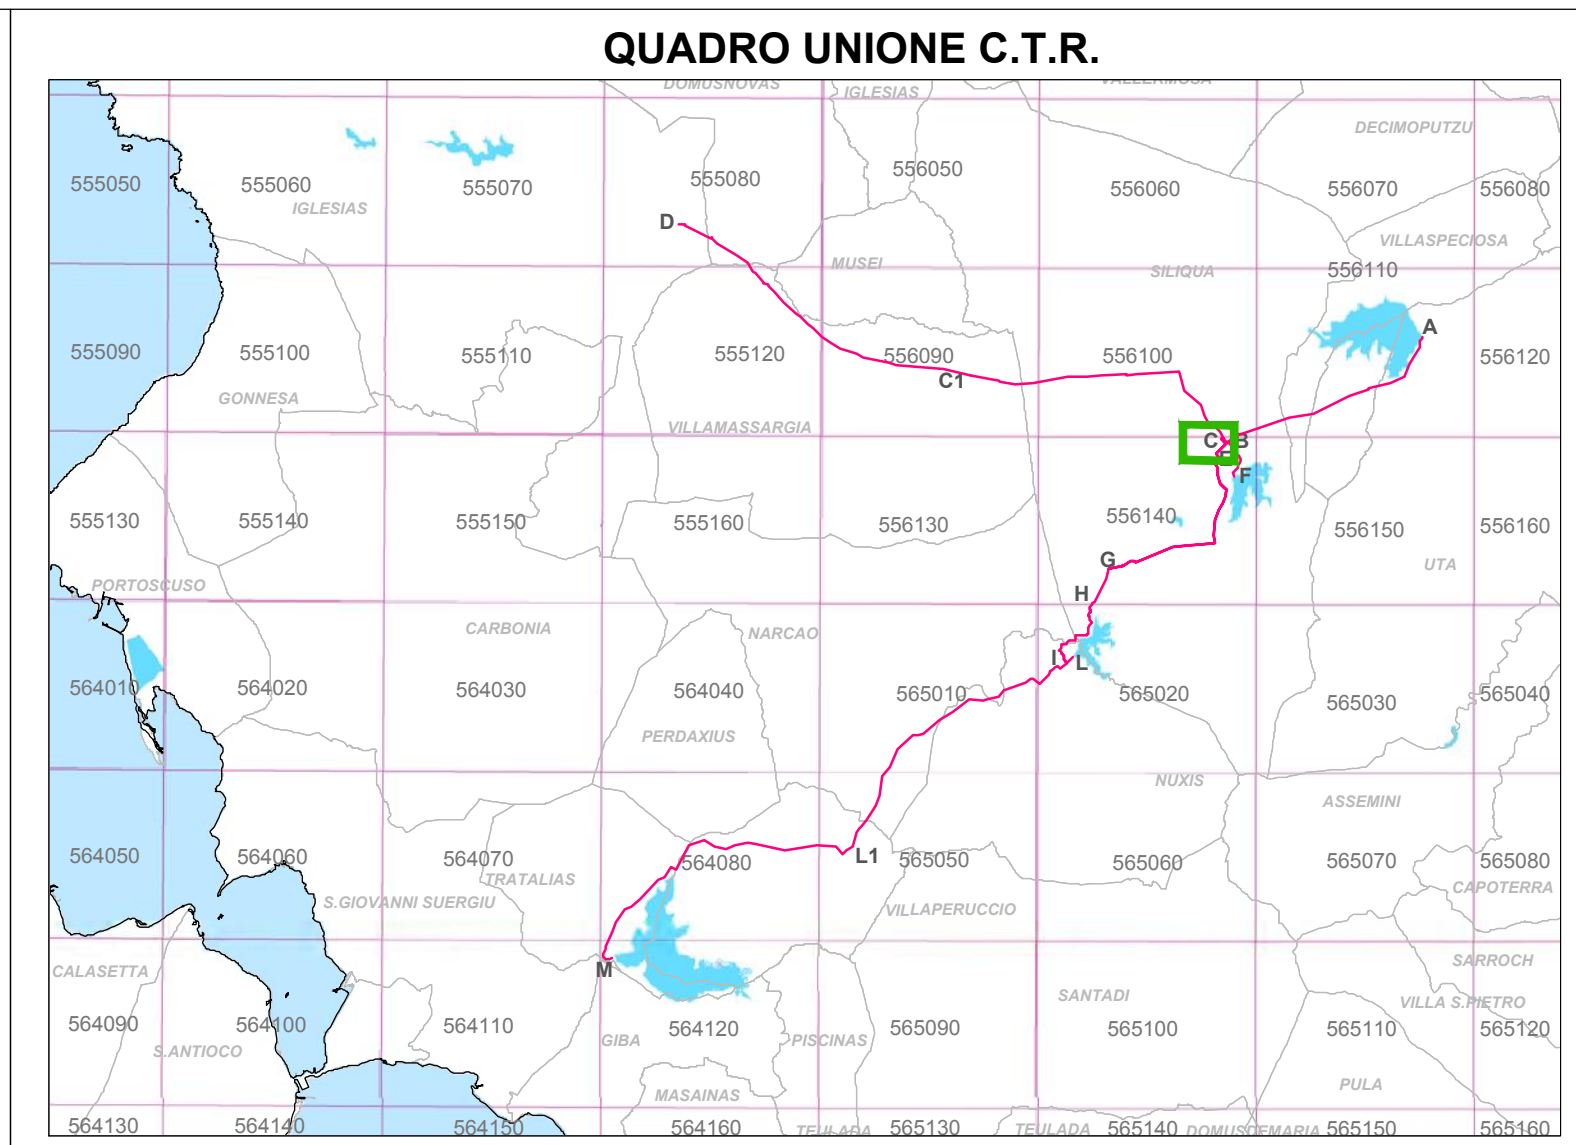 QUADRO UNIONE C.T.R.
DOMUSNOVAS
IGLESIAS
VALLERMOSA
DECIMOPUTZU
555050
555060
555070
555080
556050
556060
556070
556080
IGLESIAS
D
MUSEI
SILIQUA
VILLASPECIOSA
556110
A
555090
555100
555110
555120
556090
556100
556120
C1
GONNESA
VILLAMASSARGIA
C
B
E
F
555130
555140
555150
555160
556130
556140
556150
556160
G
UTA
PORTOSCUSO
H
CARBONIA
NARCAO
I
L
564010
564020
564030
564040
565010
565020
565030
565040
PERDAXIUS
NUXIS
ASSEMINI
564050
564060
564070
564080
L1
565050
565060
565070
565080
TRATALIAS
CAPOTERRA
S.GIOVANNI SUERGIU
VILLAPERUCCIO
M
CALASETTA
SARROCH
SANTADI
VILLA S.PIETRO
564090
564100
564110
564120
565090
565100
565110
565120
S.ANTIOCO
GIBA
PISCINAS
MASAINAS
PULA
564130
564140
564150
564160
TEULADA
565130
TEULADA
565140
DOMUSDEMARIA
565150
565160